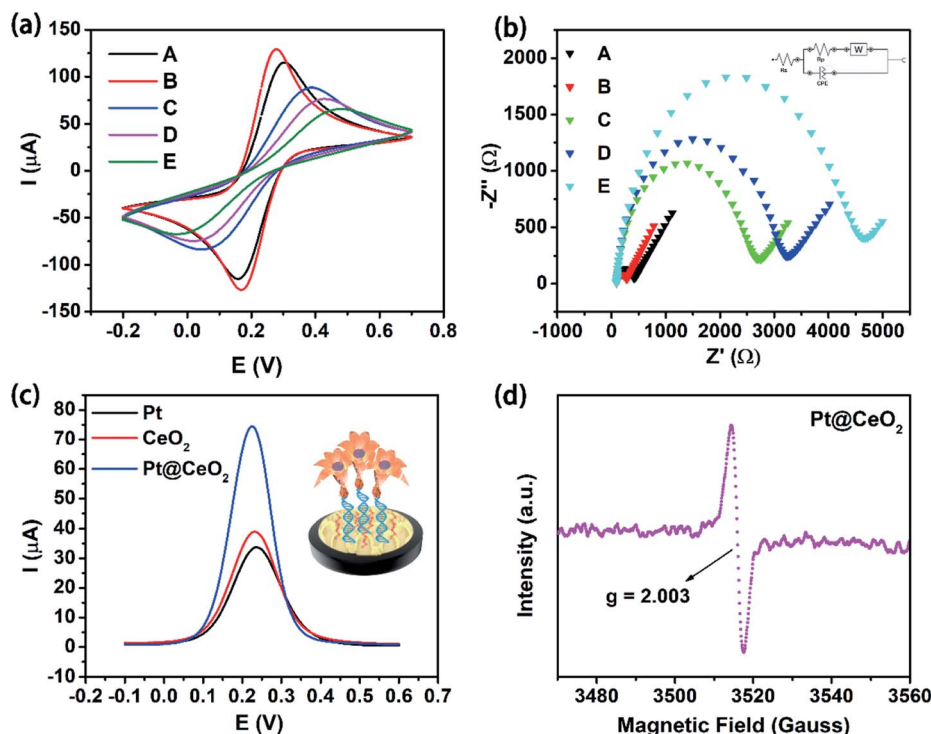 (a)
150
100
50
0
-50
-100
-150
I (μA)
A
B
C
D
E
-0.2 0.0 0.2 0.4 0.6 0.8
E (V)
(b)
2000
1750
1500
1250
1000
750
500
250
0
-Z'' (Ω)
A
B
C
D
E
Rs
Rp
W
CPE
-1000 0 1000 2000 3000 4000 5000
Z' (Ω)
(c)
80
70
60
50
40
30
20
10
0
-10
I (μA)
Pt
CeO₂
Pt@CeO₂
-0.2 -0.1 0.0 0.1 0.2 0.3 0.4 0.5 0.6 0.7
E (V)
(d)
Pt@CeO₂
Intensity (a.u.)
g = 2.003
3480 3500 3520 3540 3560
Magnetic Field (Gauss)